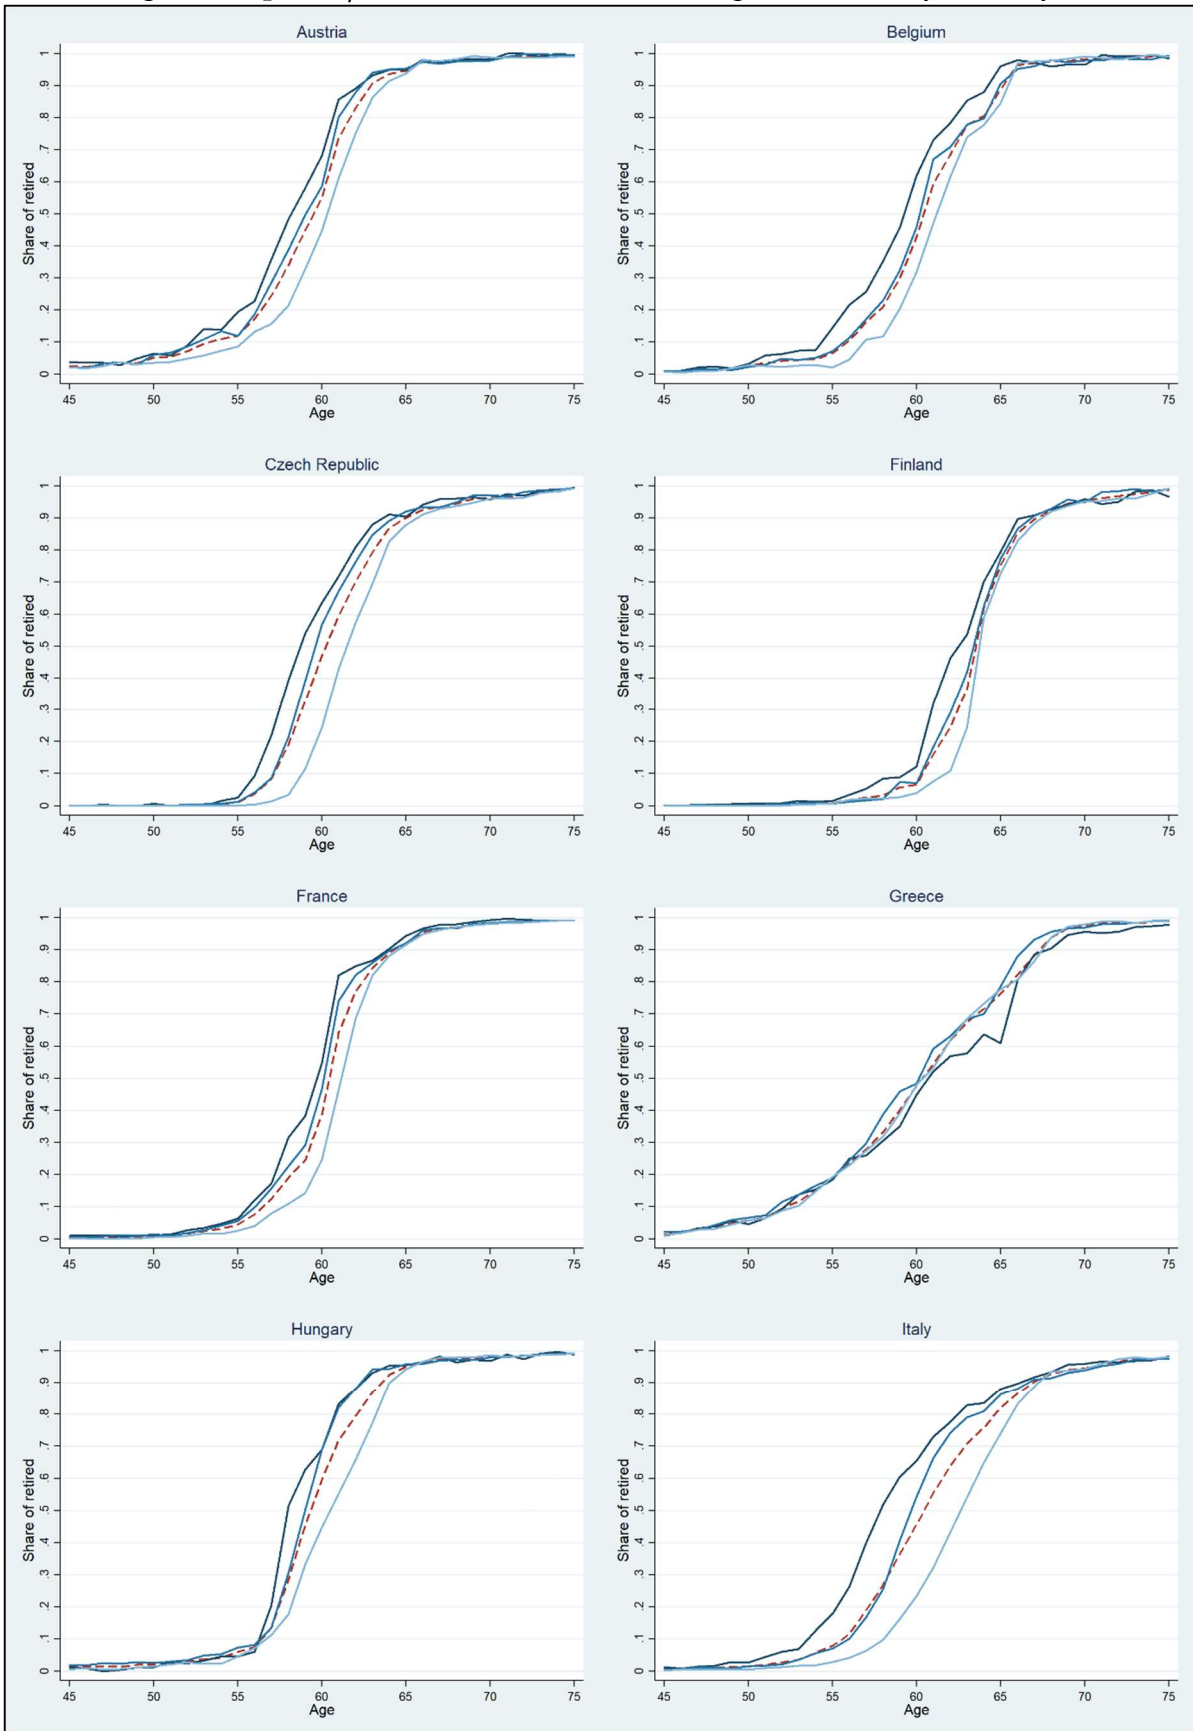 Austria
Share of retired
1
.9
.8
.7
.6
.5
.4
.3
.2
.1
0
45 50 55 60 65 70 75
Age
Belgium
Share of retired
1
.9
.8
.7
.6
.5
.4
.3
.2
.1
0
45 50 55 60 65 70 75
Age
Czech Republic
Share of retired
1
.9
.8
.7
.6
.5
.4
.3
.2
.1
0
45 50 55 60 65 70 75
Age
Finland
Share of retired
1
.9
.8
.7
.6
.5
.4
.3
.2
.1
0
45 50 55 60 65 70 75
Age
France
Share of retired
1
.9
.8
.7
.6
.5
.4
.3
.2
.1
0
45 50 55 60 65 70 75
Age
Greece
Share of retired
1
.9
.8
.7
.6
.5
.4
.3
.2
.1
0
45 50 55 60 65 70 75
Age
Hungary
Share of retired
1
.9
.8
.7
.6
.5
.4
.3
.2
.1
0
45 50 55 60 65 70 75
Age
Italy
Share of retired
1
.9
.8
.7
.6
.5
.4
.3
.2
.1
0
45 50 55 60 65 70 75
Age